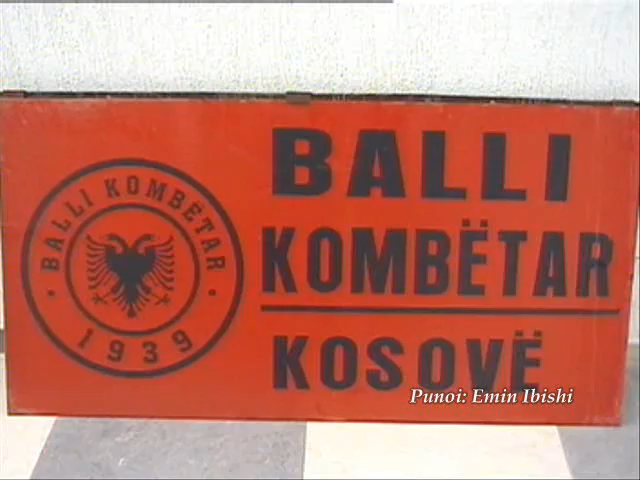 BALLI KOMBËTAR
1939
BALLI
KOMBËTAR
KOSOVË
Punoi: Emin Ibishi